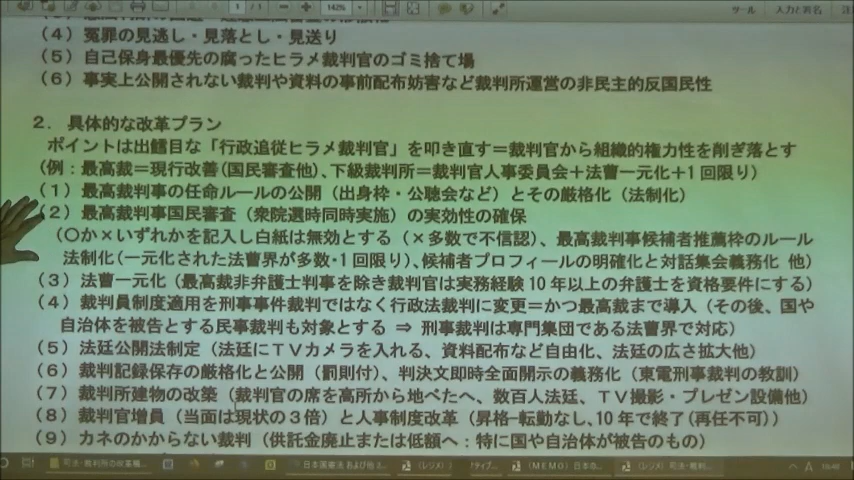 142%
ツール
入力と署名
(4) 冤罪の見逃し・見落とし・見送り
(5) 自己保身最優先の腐ったヒラメ裁判官のゴミ捨て場
(6) 事実上公開されない裁判や資料の事前配布妨害など裁判所運営の非民主的反国民性
2. 具体的な改革プラン
ポイントは出鱈目な「行政追従ヒラメ裁判官」を叩き直す=裁判官から組織的権力性を削ぎ落とす
(例:最高裁=現行改善(国民審査他)、下級裁判所=裁判官人事委員会+法曹一元化+1回限り)
(1) 最高裁判事の任命ルールの公開 (出身枠・公聴会など) とその厳格化 (法制化)
(2) 最高裁判事国民審査 (衆院選時同時実施) の実効性の確保
(〇か×いずれかを記入し白紙は無効とする (×多数で不信認)、最高裁判事候補者推薦枠のルール
法制化(一元化された法曹界が多数・1回限り)、候補者プロフィールの明確化と対話集会義務化 他)
(3) 法曹一元化 (最高裁非弁護士判事を除き裁判官は実務経験10年以上の弁護士を資格要件にする)
(4) 裁判員制度適用を刑事事件裁判ではなく行政法裁判に変更=かつ最高裁まで導入 (その後、国や
自治体を被告とする民事裁判も対象とする ⇒ 刑事裁判は専門集団である法曹界で対応)
(5) 法廷公開法制定 (法廷にTVカメラを入れる、資料配布など自由化、法廷の広さ拡大他)
(6) 裁判記録保存の厳格化と公開 (罰則付)、判決文即時全面開示の義務化 (東電刑事裁判の教訓)
(7) 裁判所建物の改築 (裁判官の席を高所から地べたへ、数百人法廷、TV撮影・プレゼン設備他)
(8) 裁判官増員 (当面は現状の3倍) と人事制度改革 (昇格・転勤なし、10年で終了(再任不可))
(9) カネのかからない裁判 (供託金廃止または低額へ:特に国や自治体が被告のもの)